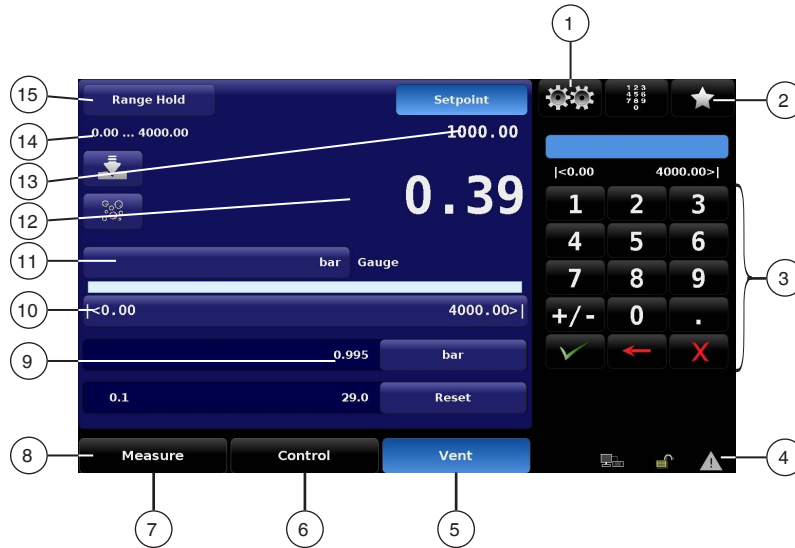 1
15
Range Hold
Setpoint
1 2 3
4 5 6
7 8 9
0
2
14
0.00 ... 4000.00
1000.00
13
|<0.00 4000.00>|
12
0.39
1 2 3
11
bar Gauge
4 5 6
3
7 8 9
10
|<0.00 4000.00>|
+/- 0 .
9
0.995 bar
0.1 29.0 Reset
8
Measure Control Vent
4
7
6
5